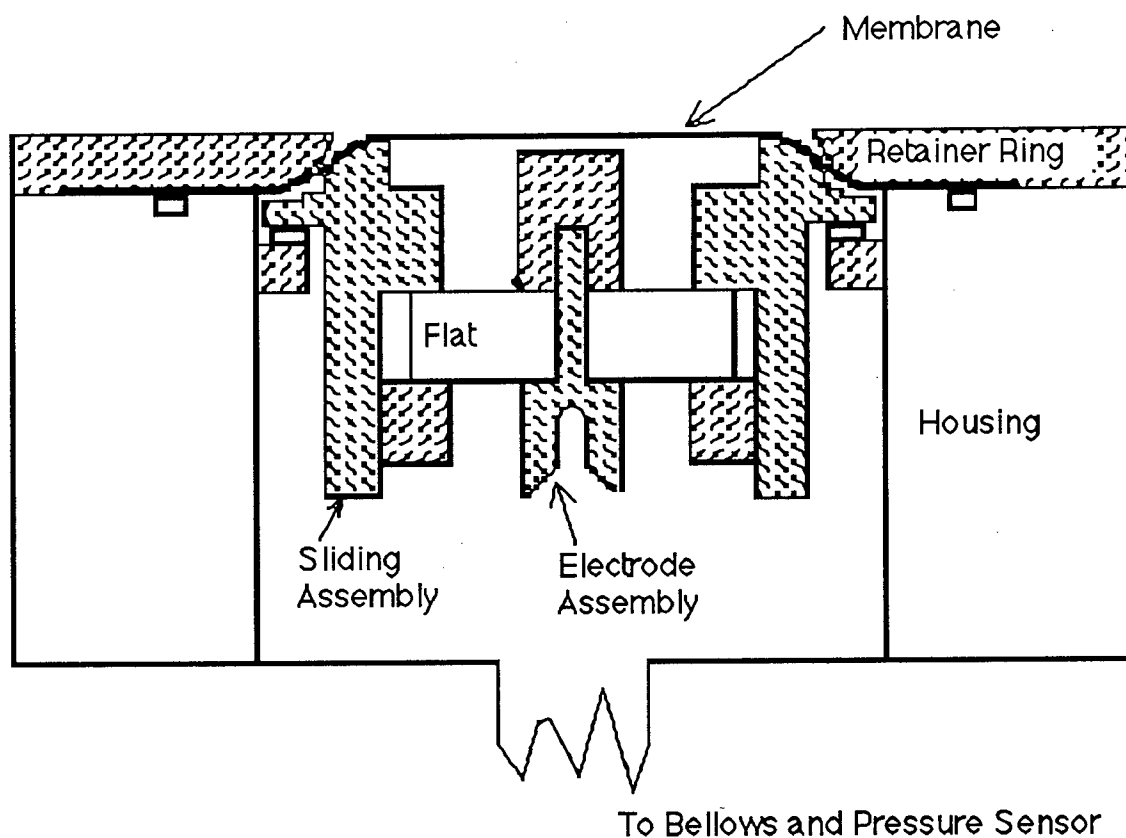 Membrane
Retainer Ring
Flat
Housing
Sliding
Assembly
Electrode
Assembly
To Bellows and Pressure Sensor